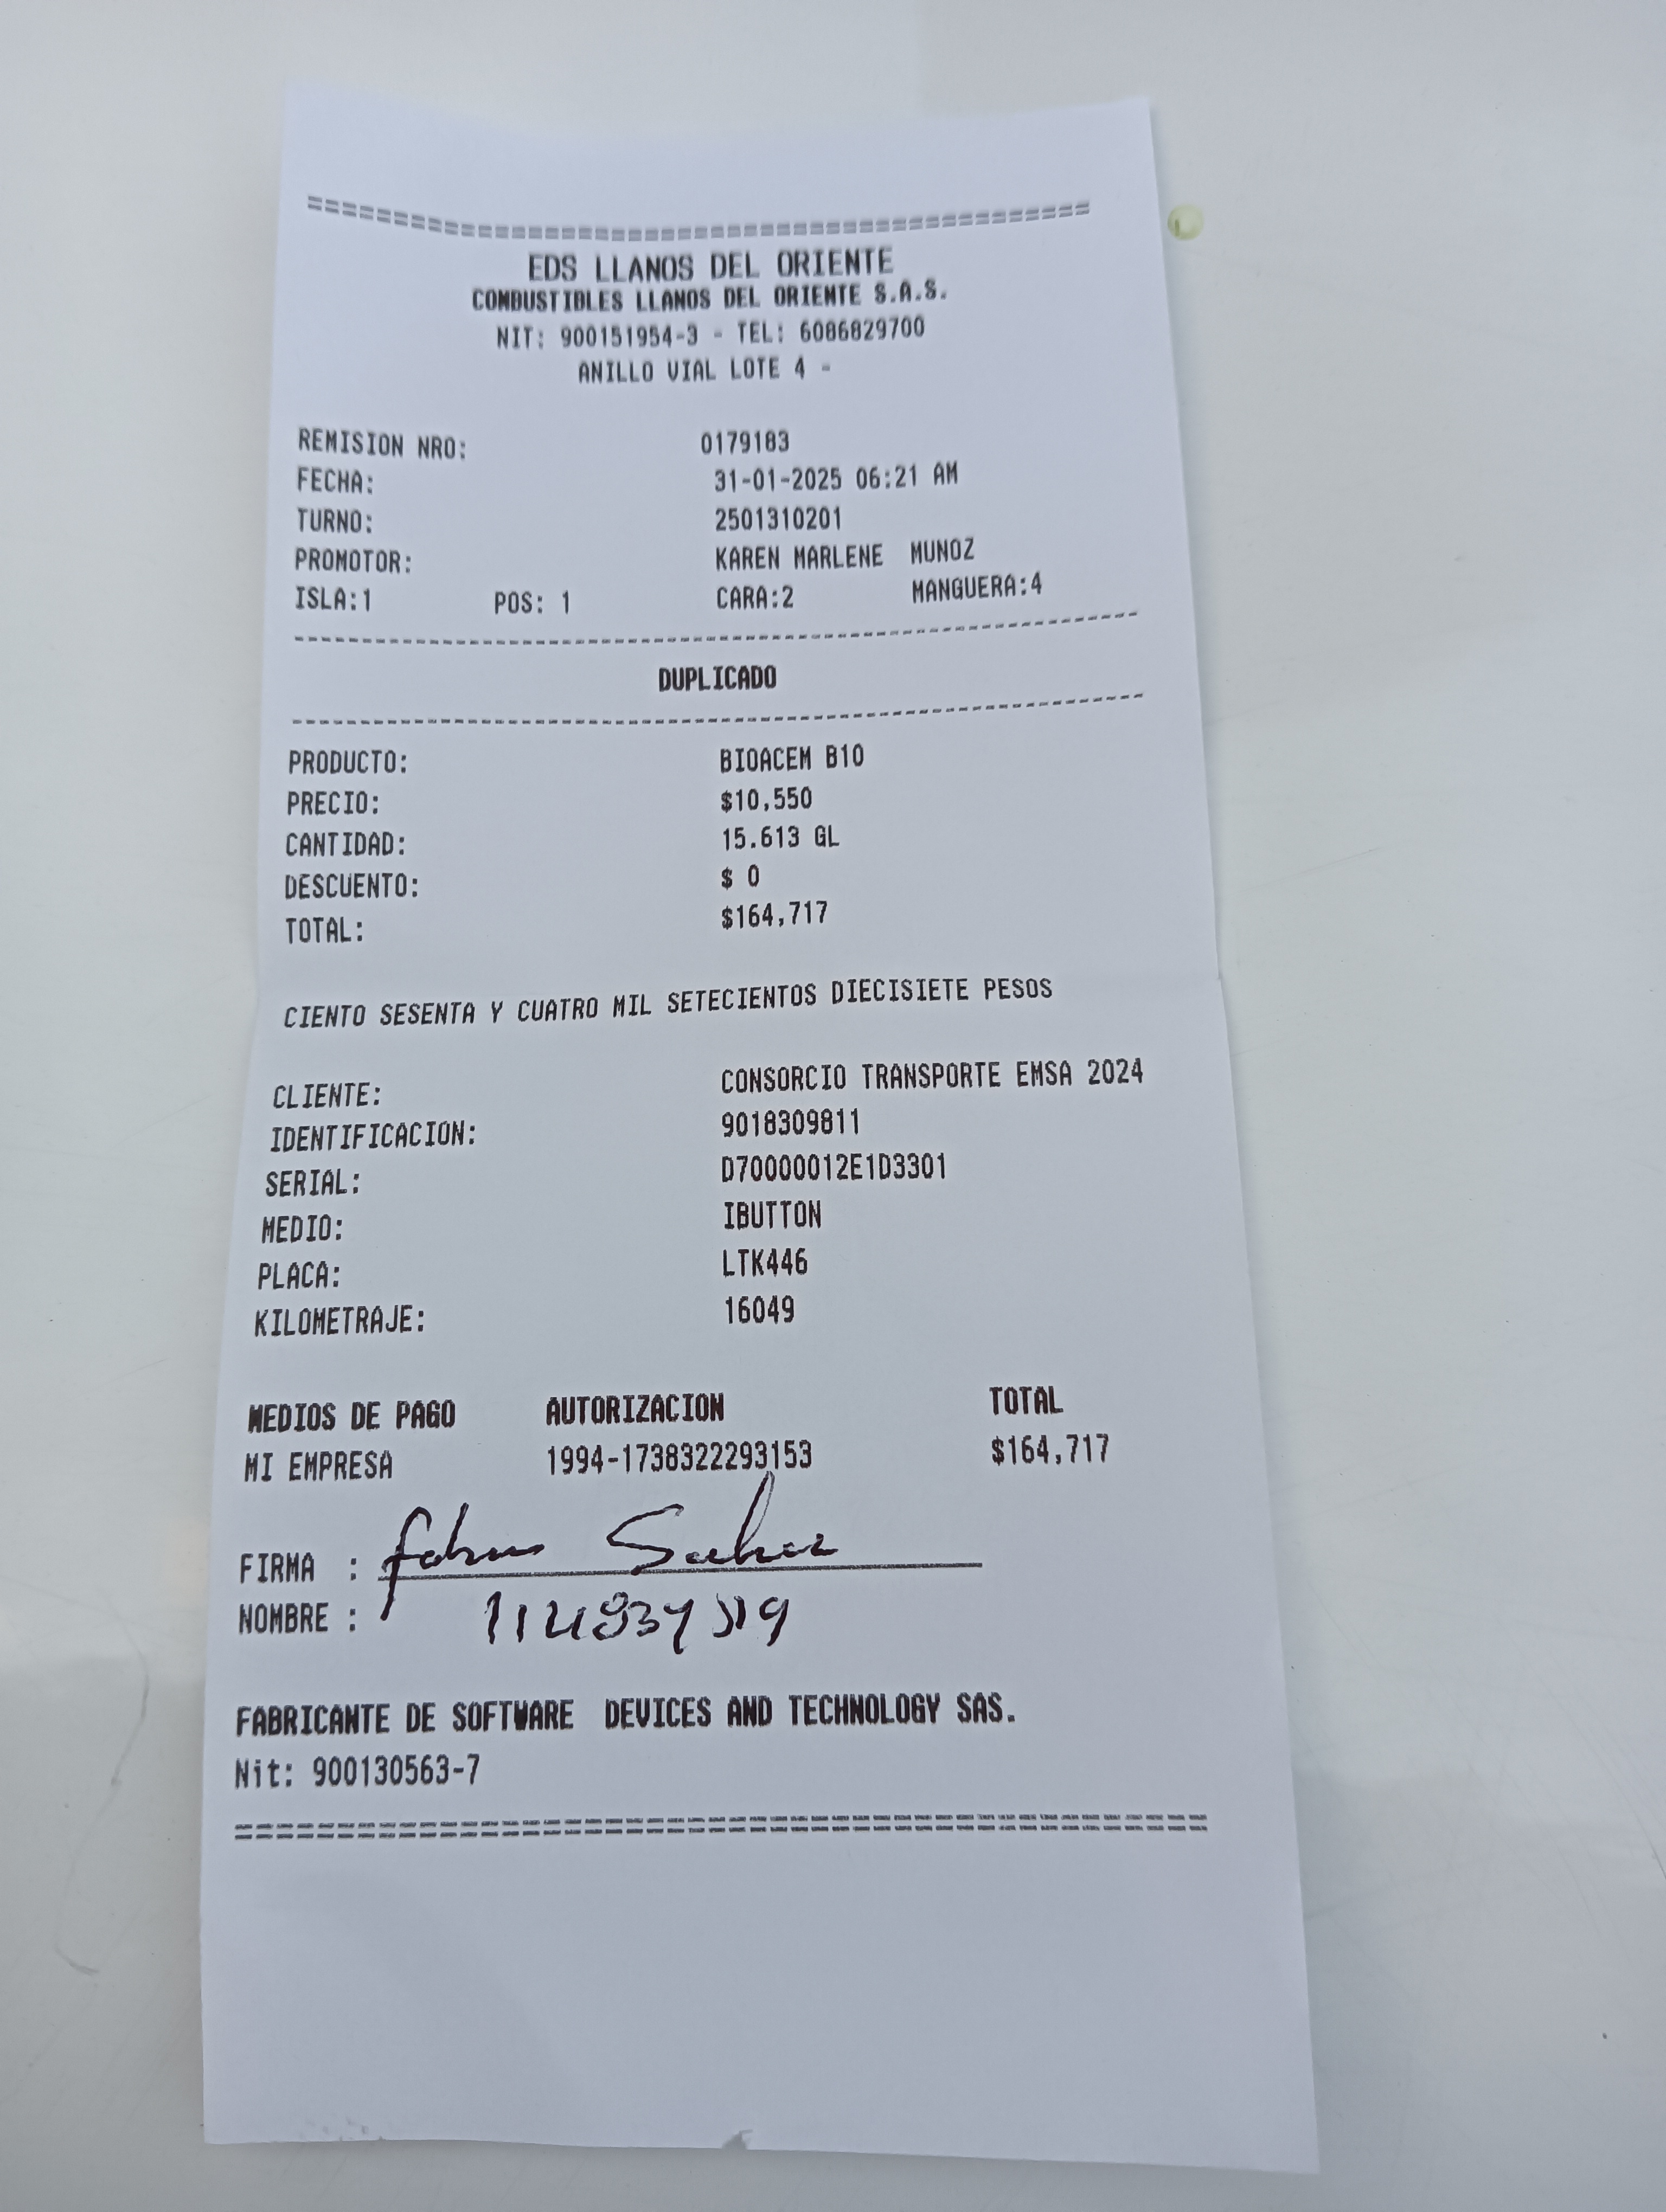 ================================================
EDS LLANOS DEL ORIENTE
COMBUSTIBLES LLANOS DEL ORIENTE S.A.S.
NIT: 900151954-3 - TEL: 6086829700
ANILLO VIAL LOTE 4 -
REMISION NRO: 0179183
FECHA: 31-01-2025 06:21 AM
TURNO: 2501310201
PROMOTOR: KAREN MARLENE MUNOZ
ISLA:1 POS: 1 CARA:2 MANGUERA:4
DUPLICADO
PRODUCTO: BIOACEM B10
PRECIO: $10,550
CANTIDAD: 15.613 GL
DESCUENTO: $ 0
TOTAL: $164,717
CIENTO SESENTA Y CUATRO MIL SETECIENTOS DIECISIETE PESOS
CLIENTE: CONSORCIO TRANSPORTE EMSA 2024
IDENTIFICACION: 9018309811
SERIAL: D70000012E1D3301
MEDIO: IBUTTON
PLACA: LTK446
KILOMETRAJE: 16049
MEDIOS DE PAGO AUTORIZACION TOTAL
MI EMPRESA 1994-1738322293153 $164,717
FIRMA :
NOMBRE :
FABRICANTE DE SOFTWARE DEVICES AND TECHNOLOGY SAS.
Nit: 900130563-7